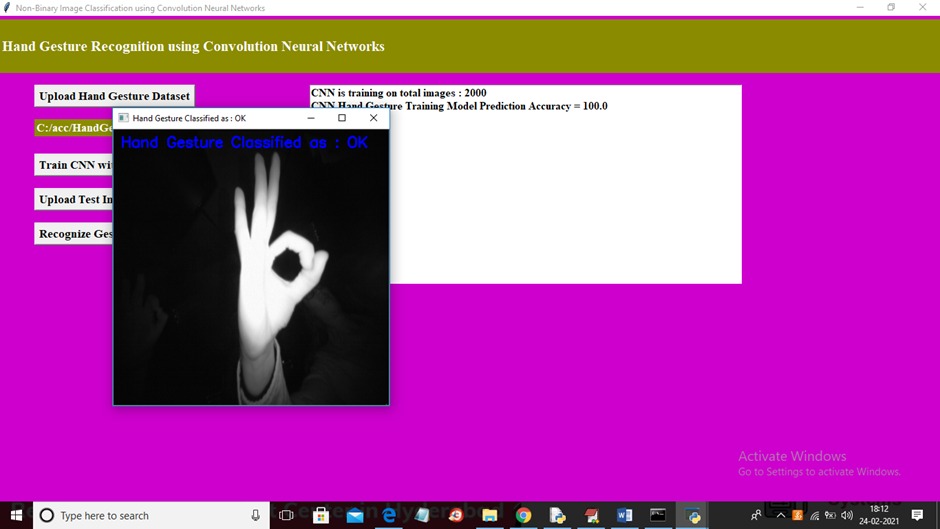 Non-Binary Image Classification using Convolution Neural Networks
Hand Gesture Recognition using Convolution Neural Networks
Upload Hand Gesture Dataset
CNN is training on total images : 2000
CNN Hand Gesture Training Model Prediction Accuracy = 100.0
Hand Gesture Classified as : OK
C:/acc/HandGe
Hand Gesture Classified as : OK
Train CNN wi
Upload Test
Recognize Ges
Activate Windows
Go to Settings to activate Windows.
Type here to search
18:12
24-02-2021